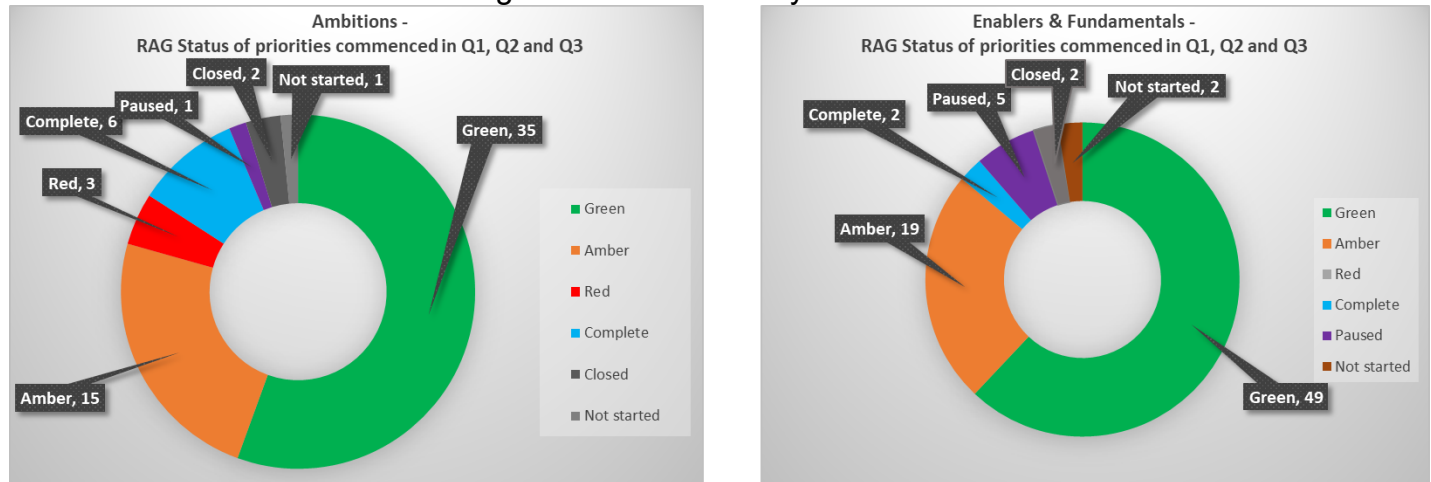 Ambitions -
RAG Status of priorities commenced in Q1, Q2 and Q3
Closed, 2
Not started, 1
Paused, 1
Complete, 6
Green, 35
Red, 3
Amber, 15
Green
Amber
Red
Complete
Closed
Not started
Enablers & Fundamentals -
RAG Status of priorities commenced in Q1, Q2 and Q3
Closed, 2
Not started, 2
Paused, 5
Complete, 2
Amber, 19
Green, 49
Green
Amber
Red
Complete
Paused
Not started